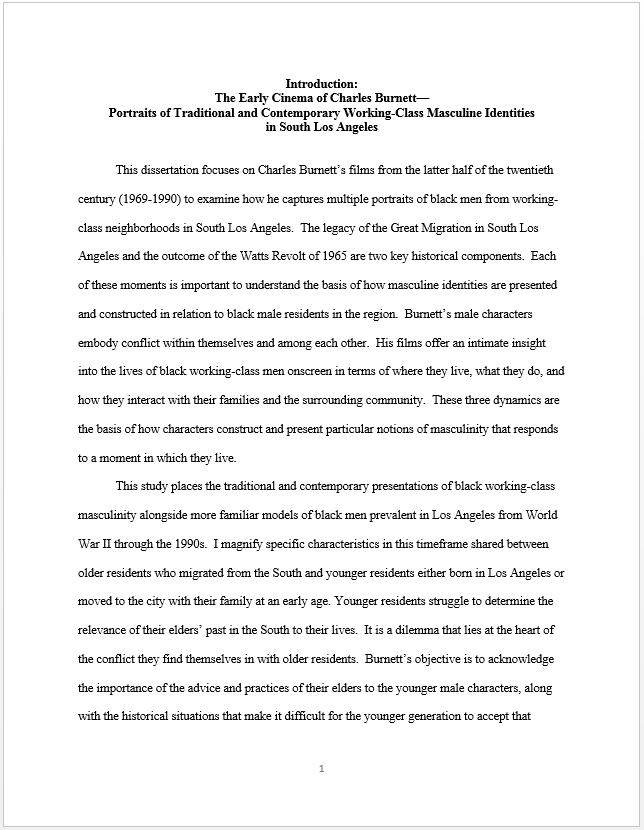 Introduction:
The Early Cinema of Charles Burnett—
Portraits of Traditional and Contemporary Working-Class Masculine Identities
in South Los Angeles
This dissertation focuses on Charles Burnett’s films from the latter half of the twentieth
century (1969-1990) to examine how he captures multiple portraits of black men from working-
class neighborhoods in South Los Angeles.  The legacy of the Great Migration in South Los
Angeles and the outcome of the Watts Revolt of 1965 are two key historical components.  Each
of these moments is important to understand the basis of how masculine identities are presented
and constructed in relation to black male residents in the region.  Burnett’s male characters
embody conflict within themselves and among each other.  His films offer an intimate insight
into the lives of black working-class men onscreen in terms of where they live, what they do, and
how they interact with their families and the surrounding community.  These three dynamics are
the basis of how characters construct and present particular notions of masculinity that responds
to a moment in which they live.
This study places the traditional and contemporary presentations of black working-class
masculinity alongside more familiar models of black men prevalent in Los Angeles from World
War II through the 1990s.  I magnify specific characteristics in this timeframe shared between
older residents who migrated from the South and younger residents either born in Los Angeles or
moved to the city with their family at an early age. Younger residents struggle to determine the
relevance of their elders’ past in the South to their lives.  It is a dilemma that lies at the heart of
the conflict they find themselves in with older residents.  Burnett’s objective is to acknowledge
the importance of the advice and practices of their elders to the younger male characters, along
with the historical situations that make it difficult for the younger generation to accept that
1